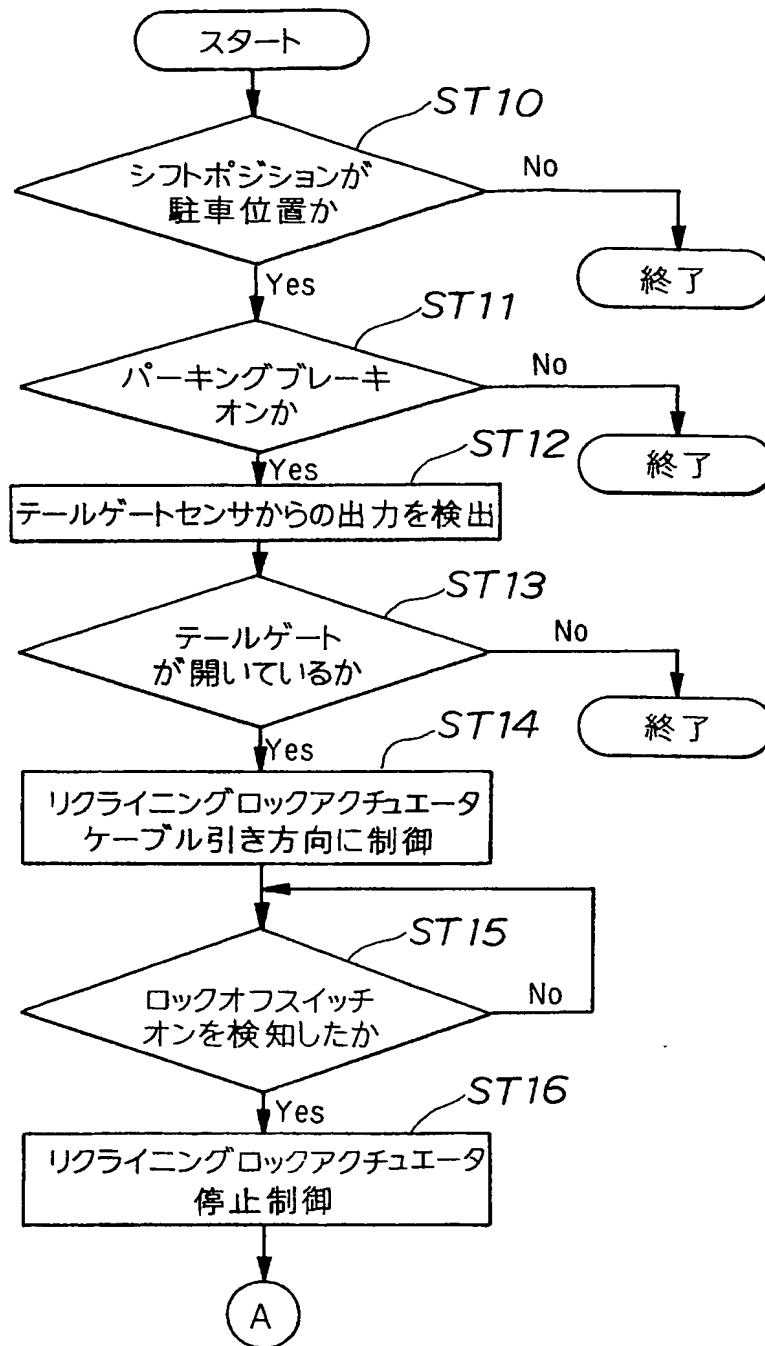 スタート
ST10
シフトポジションが
駐車位置か
No
終了
Yes
ST11
パーキングブレーキ
オンか
No
終了
Yes
ST12
テールゲートセンサからの出力を検出
ST13
テールゲート
が開いているか
No
終了
Yes
ST14
リクライニングロックアクチュエータ
ケーブル引き方向に制御
ST15
ロックオフスイッチ
オンを検知したか
No
Yes
ST16
リクライニングロックアクチュエータ
停止制御
A